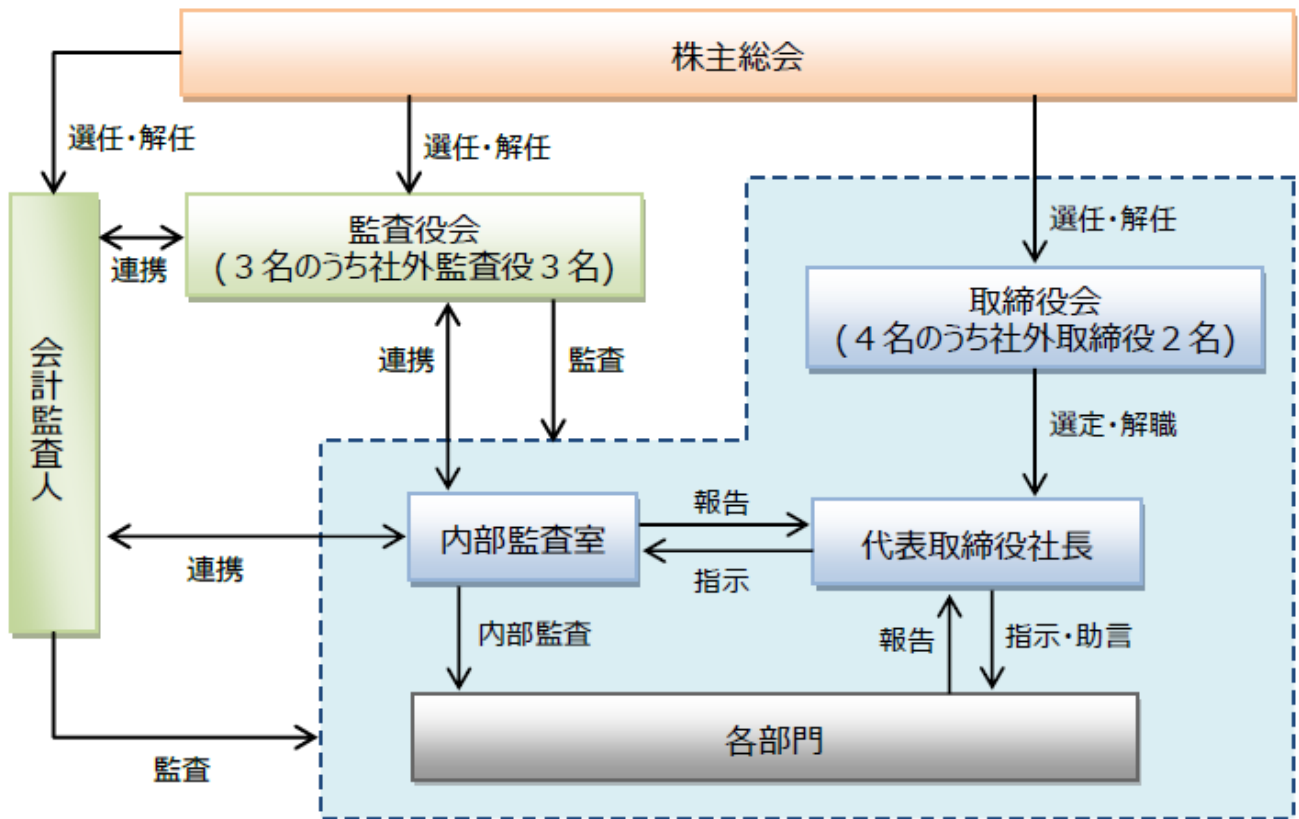 株主総会
選任・解任
選任・解任
選任・解任
監査役会
(３名のうち社外監査役３名)
連携
取締役会
(４名のうち社外取締役２名)
会計監査人
連携
監査
選定・解職
内部監査室
報告
指示
代表取締役社長
連携
内部監査
報告
指示・助言
各部門
監査